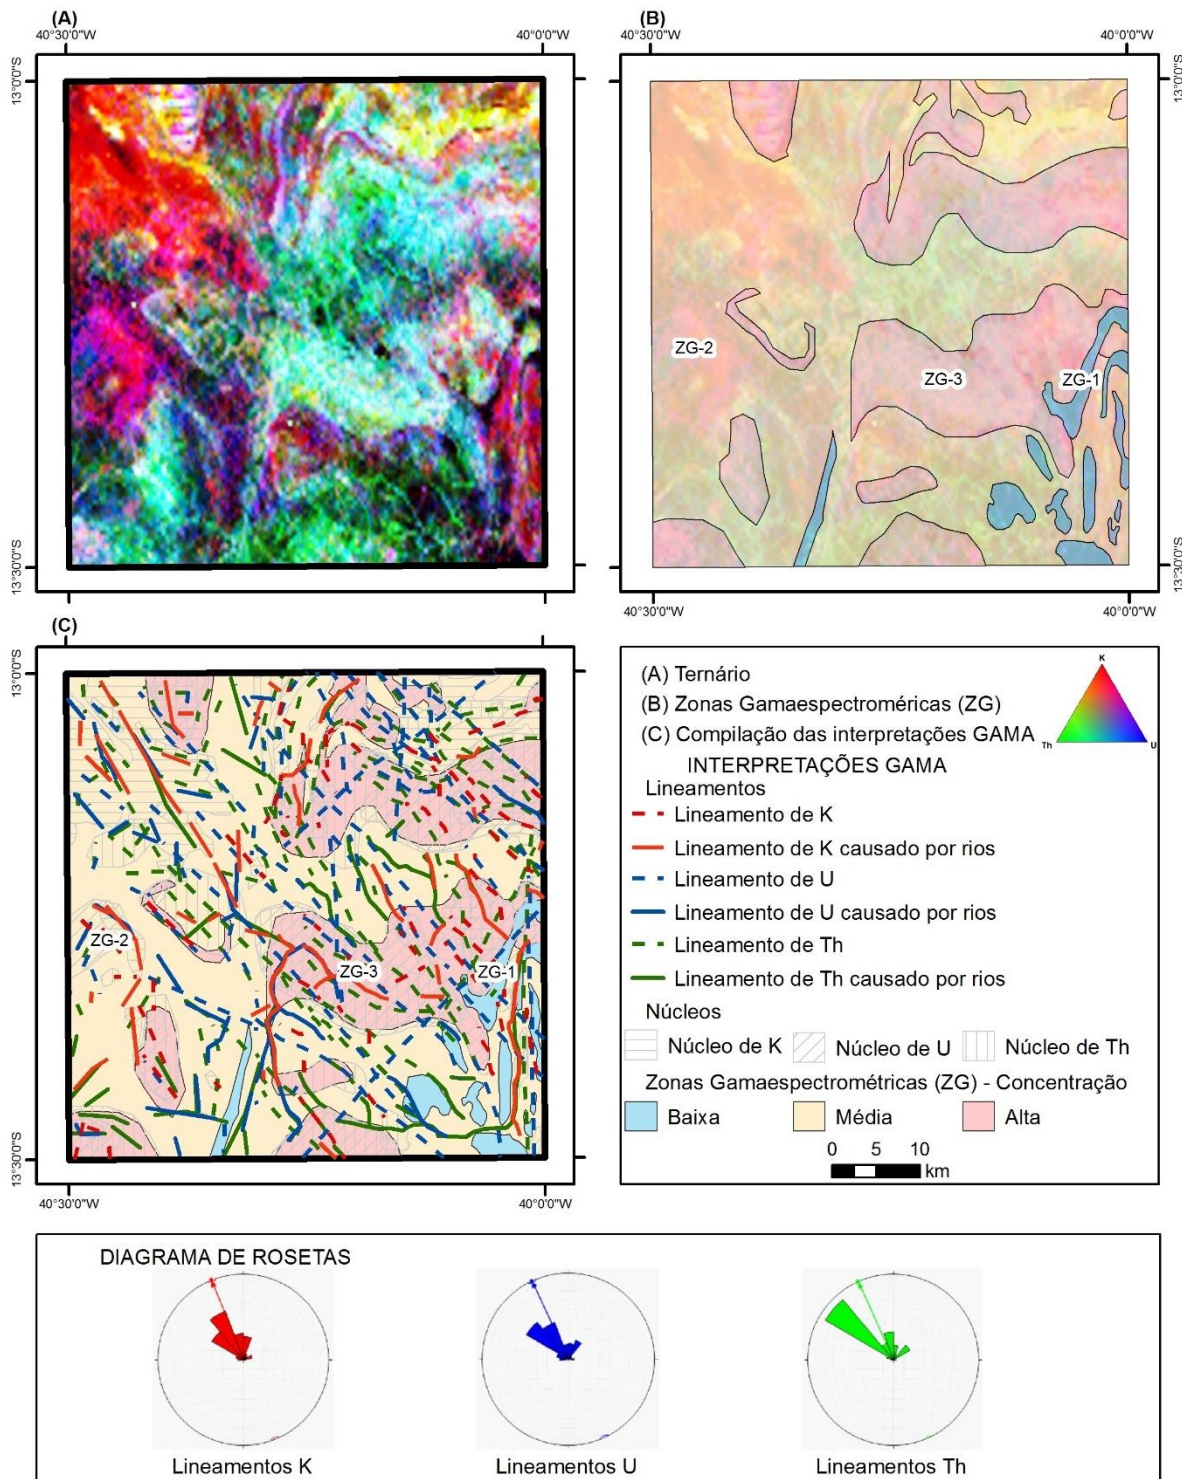 (A)
40°30'0"W
40°0'0"W
13°0'0"S
13°30'0"S
(B)
40°30'0"W
40°0'0"W
13°0'0"S
13°30'0"S
ZG-2
ZG-3
ZG-1
40°30'0"W
40°0'0"W
(C)
13°0'0"S
13°30'0"S
ZG-2
ZG-3
ZG-1
40°30'0"W
40°0'0"W
(A) Ternário
(B) Zonas Gamaespectroméricas (ZG)
(C) Compilação das interpretações GAMA
K
Th
U
INTERPRETAÇÕES GAMA
Lineamentos
Lineamento de K
Lineamento de K causado por rios
Lineamento de U
Lineamento de U causado por rios
Lineamento de Th
Lineamento de Th causado por rios
Núcleos
Núcleo de K Núcleo de U Núcleo de Th
Zonas Gamaespectrométricas (ZG) - Concentração
Baixa Média Alta
0 5 10
km
DIAGRAMA DE ROSETAS
Lineamentos K Lineamentos U Lineamentos Th